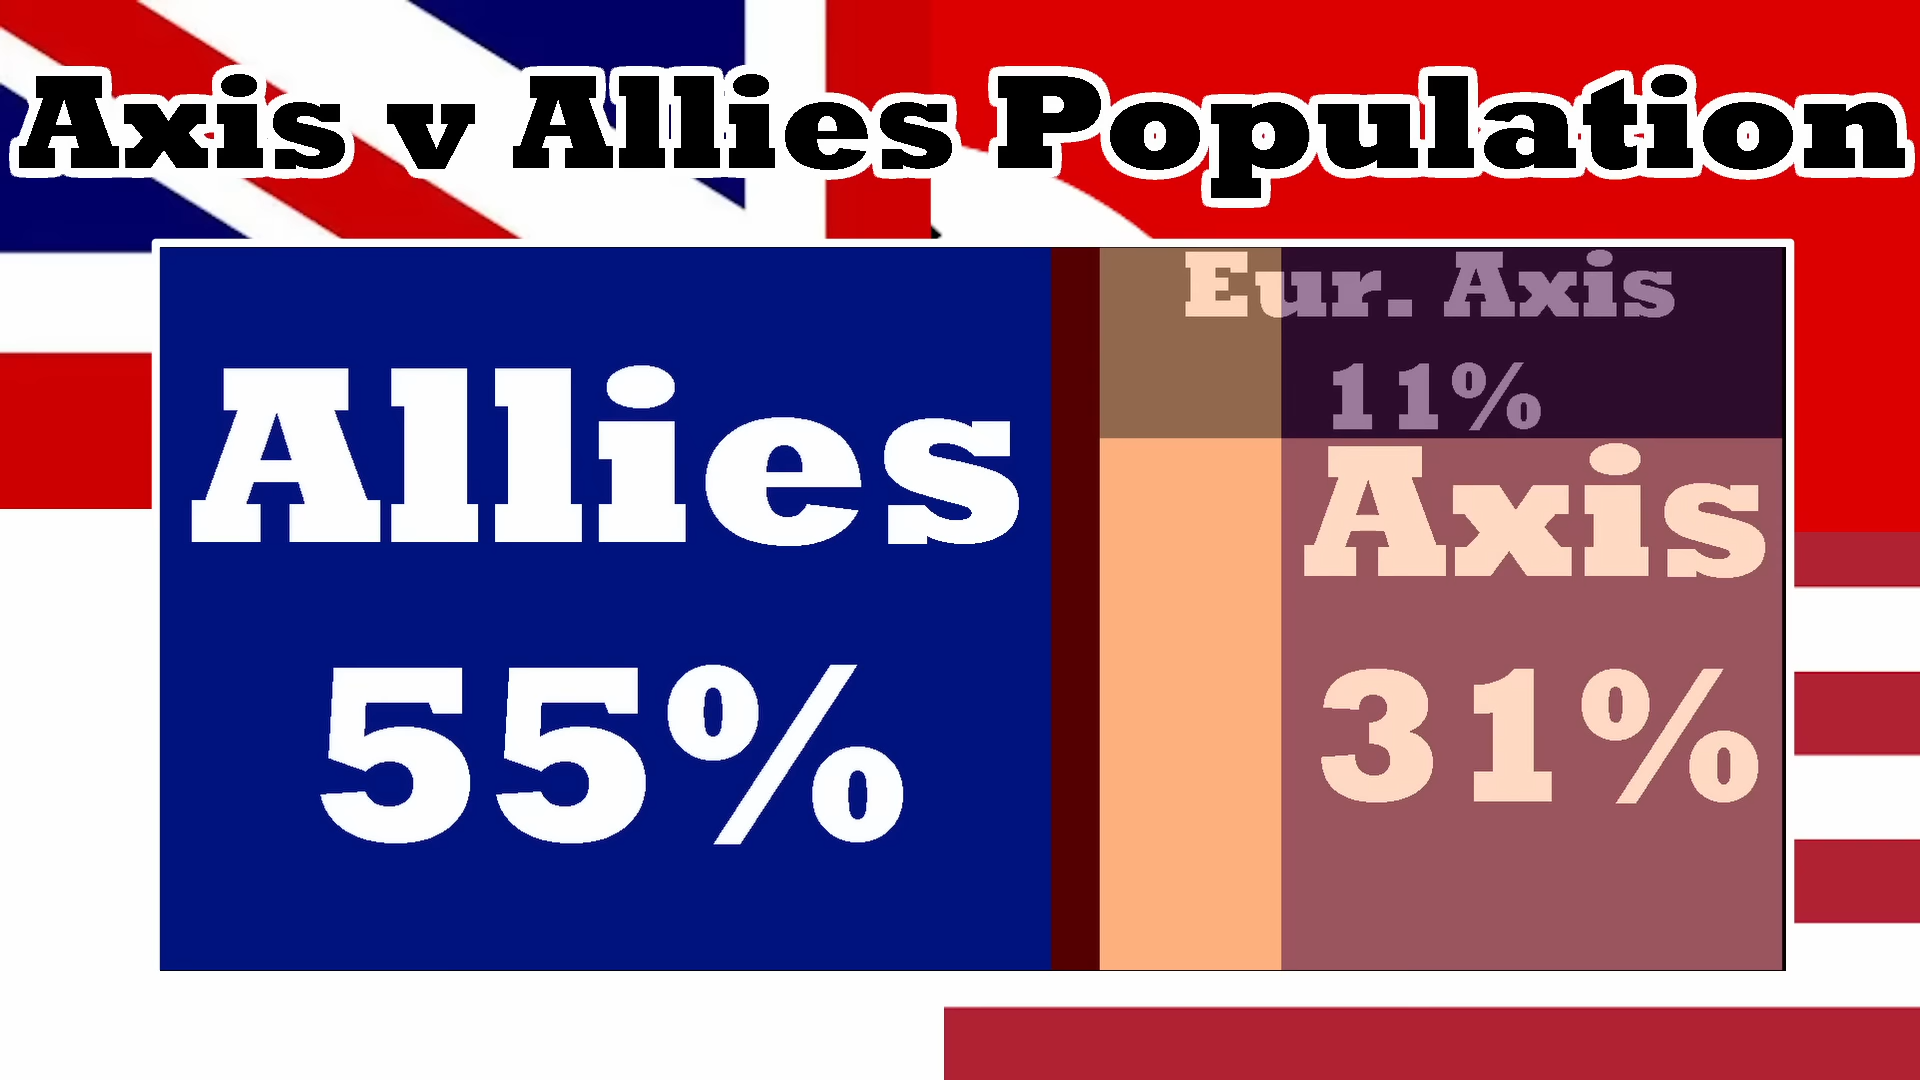 Axis v Allies Population
Eur. Axis
11%
Allies
55%
Axis
31%